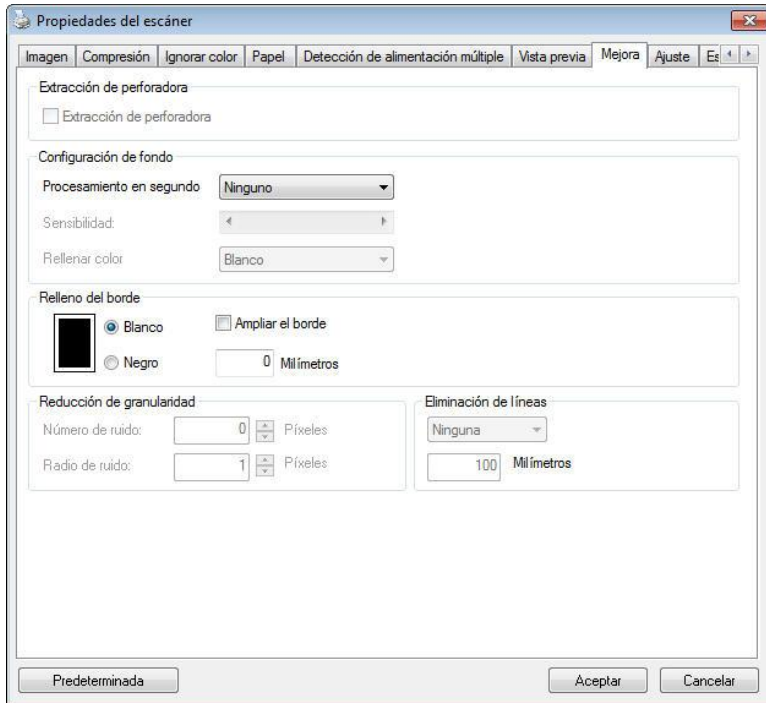 Propiedades del escáner
Imagen Compresión Ignorar color Papel Detección de alimentación múltiple Vista previa Mejora Ajuste Es
Extracción de perforadora
Extracción de perforadora
Configuración de fondo
Procesamiento en segundo Ninguno
Sensibilidad:
Rellenar color Blanco
Relleno del borde
Blanco Ampliar el borde
Negro 0 Milímetros
Reducción de granularidad
Número de ruido: 0 Píxeles
Radio de ruido: 1 Píxeles
Eliminación de líneas
Ninguna
100 Milímetros
Predeterminada Aceptar Cancelar